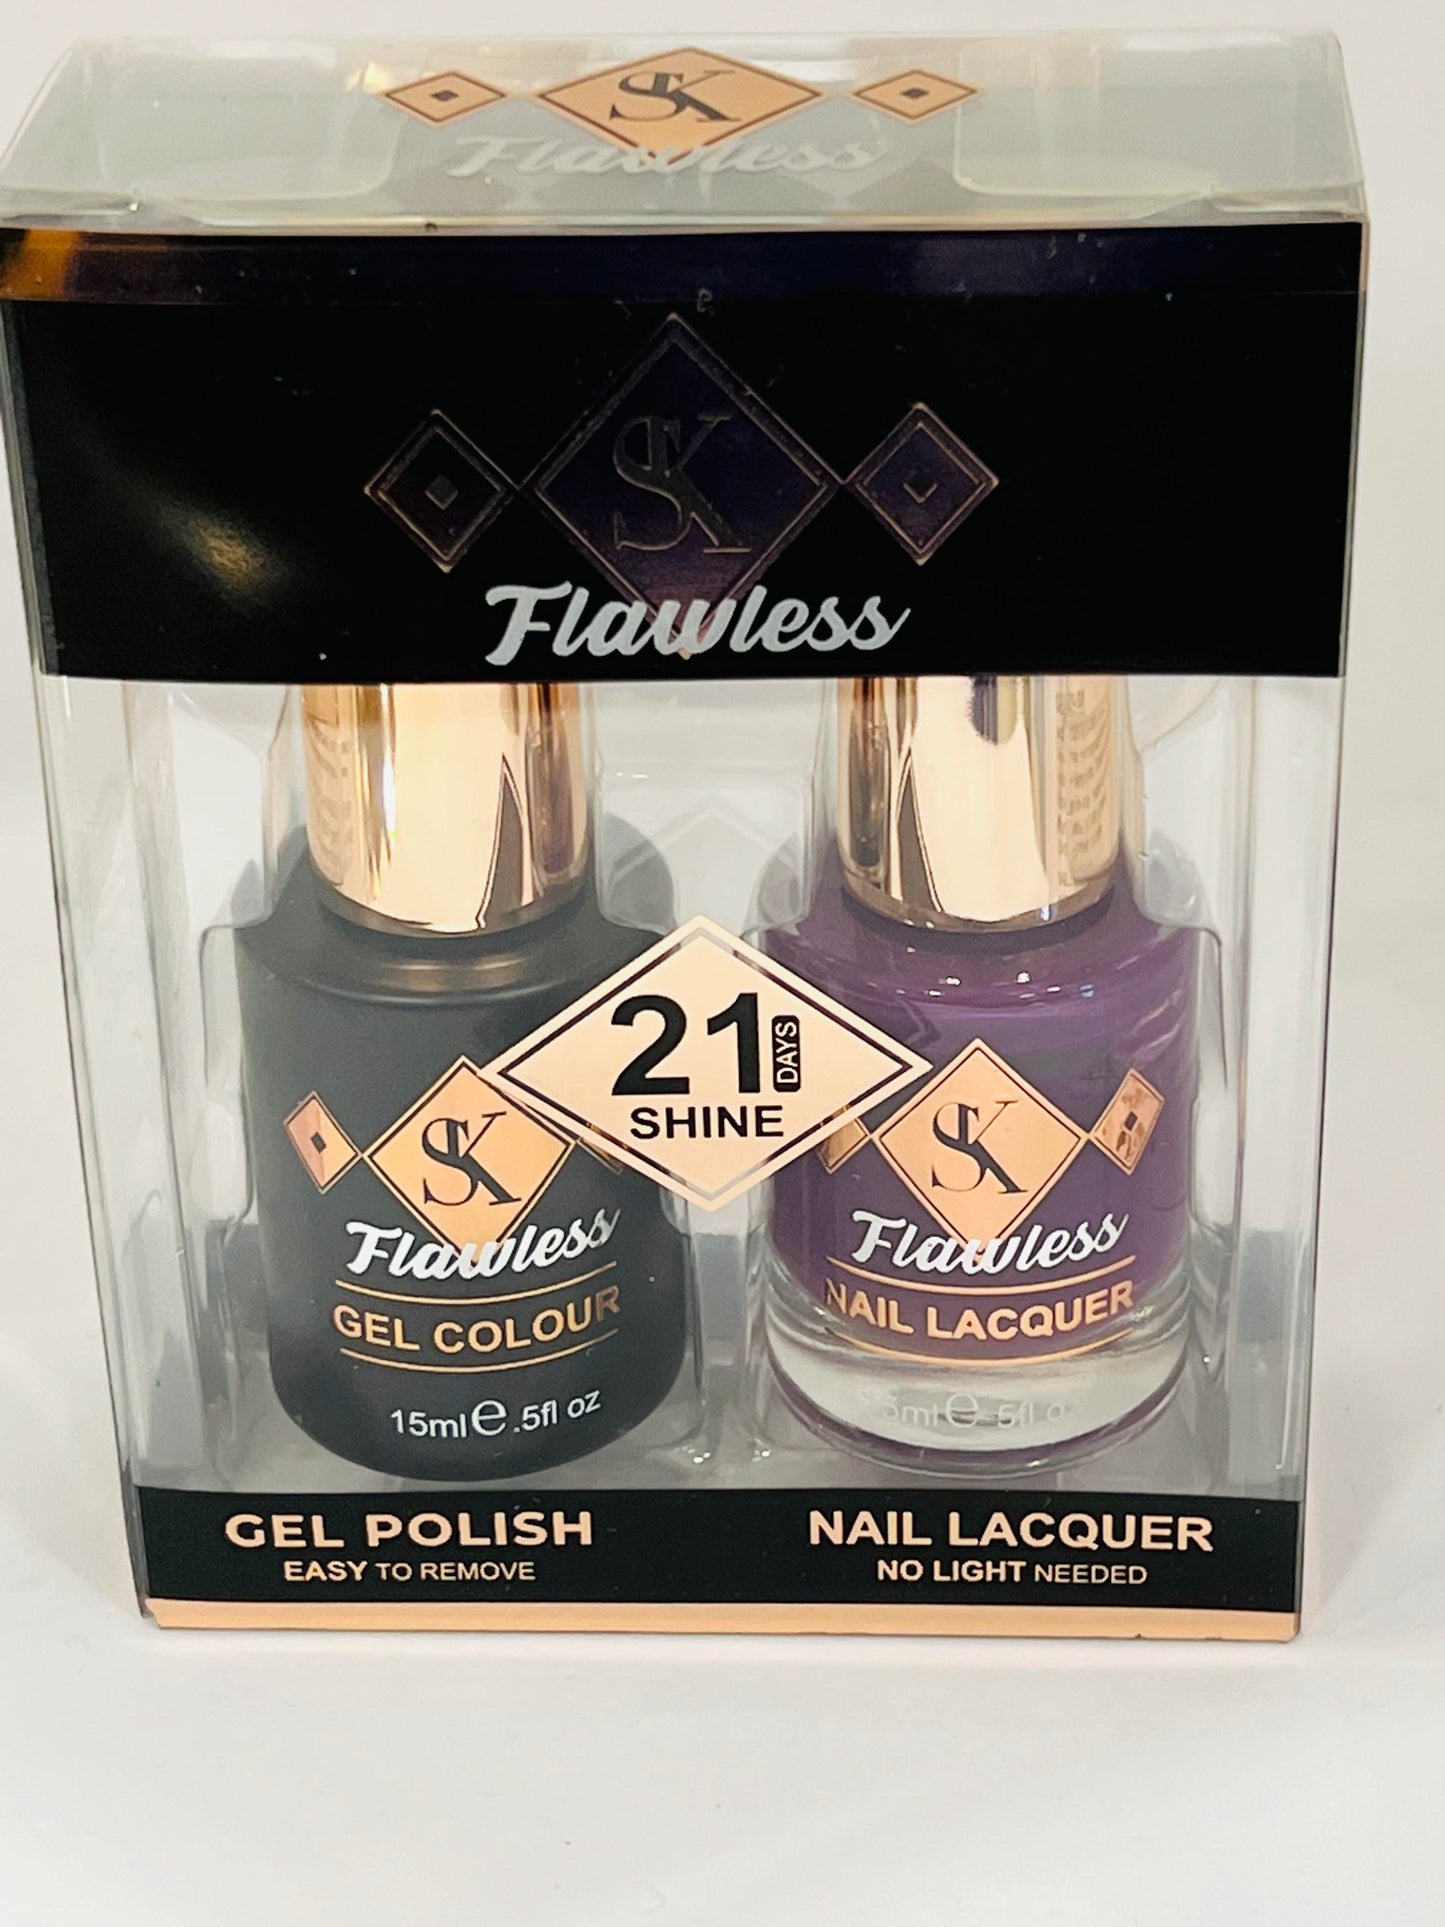 SK
Flawless
SK
Flawless
21 DAYS
SHINE
SK
Flawless
GEL COLOUR
15ml e .5fl oz
SK
Flawless
NAIL LACQUER
GEL POLISH
EASY TO REMOVE
NAIL LACQUER
NO LIGHT NEEDED